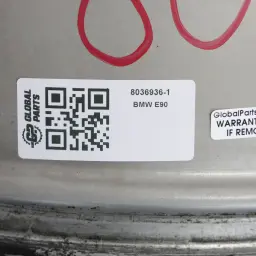 GLOBAL
PARTS
8036936-1
BMW E90
GlobalParts
WARRANT
IF REMO